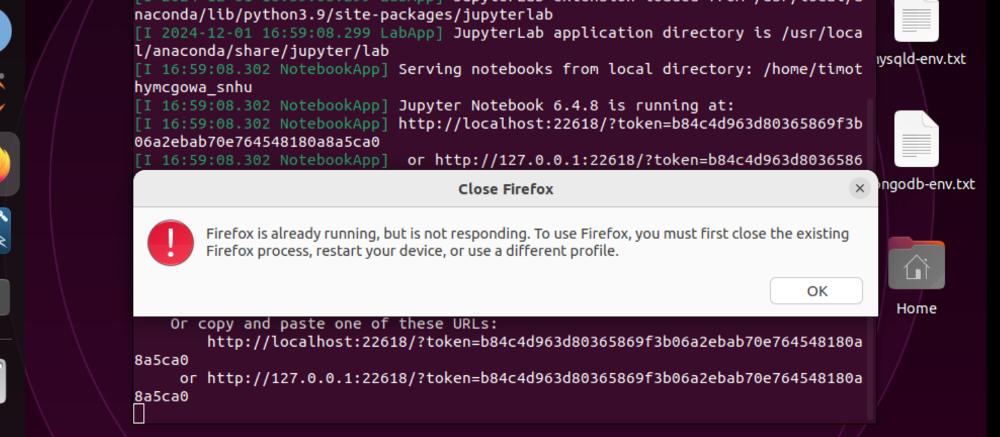 naconda/lib/python3.9/site-packages/jupyterlab
[I 2024-12-01 16:59:08.299 LabApp] JupyterLab application directory is /usr/loca
l/anaconda/share/jupyter/lab
[I 16:59:08.302 NotebookApp] Serving notebooks from local directory: /home/timot
hymcgowa_snhu
[I 16:59:08.302 NotebookApp] Jupyter Notebook 6.4.8 is running at:
[I 16:59:08.302 NotebookApp] http://localhost:22618/?token=b84c4d963d80365869f3b
06a2ebab70e764548180a8a5ca0
[I 16:59:08.302 NotebookApp]  or http://127.0.0.1:22618/?token=b84c4d963d8036586
Close Firefox
Firefox is already running, but is not responding. To use Firefox, you must first close the existing
Firefox process, restart your device, or use a different profile.
OK
Or copy and paste one of these URLs:
http://localhost:22618/?token=b84c4d963d80365869f3b06a2ebab70e764548180a
8a5ca0
or http://127.0.0.1:22618/?token=b84c4d963d80365869f3b06a2ebab70e764548180a
8a5ca0
ysqld-env.txt
ngodb-env.txt
Home